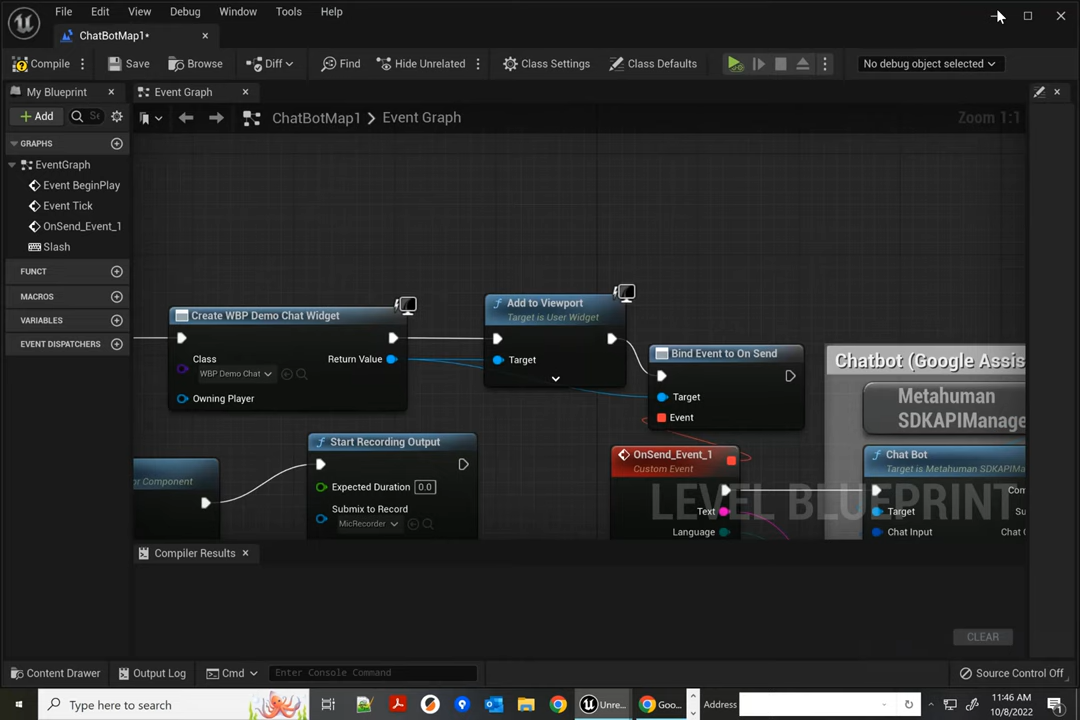 File Edit View Debug Window Tools Help
ChatBotMap1•
Compile Save Browse Diff Find Hide Unrelated Class Settings Class Defaults No debug object selected
My Blueprint Event Graph
Add Se ChatBotMap1 > Event Graph Zoom 1:1
GRAPHS
EventGraph
Event BeginPlay
Event Tick
OnSend_Event_1
Slash
FUNCT
MACROS
VARIABLES
EVENT DISPATCHERS
Create WBP Demo Chat Widget
Class
WBP Demo Chat
Return Value
Owning Player
Add to Viewport
Target is User Widget
Target
Bind Event to On Send
Target
Event
Chatbot (Google Assis
Metahuman
SDKAPIManage
Start Recording Output
Expected Duration 0.0
Submix to Record
MicRecorder
or Component
OnSend_Event_1
Custom Event
Text
Language
Chat Bot
Target is Metahuman SDKAPIMa
Target
Chat Input
Com
Su
Chat C
LEVEL BLUEPRINT
Compiler Results
CLEAR
Content Drawer Output Log Cmd Enter Console Command Source Control Off
Type here to search Unre... Goo... Address 11:46 AM
10/8/2022